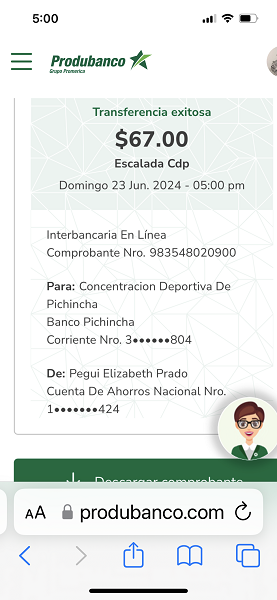 5:00
Produbanco
Grupo Promerica
Transferencia exitosa
$67.00
Escalada Cdp
Domingo 23 Jun. 2024 - 05:00 pm
Interbancaria En Línea
Comprobante Nro. 983548020900
Para: Concentracion Deportiva De
Pichincha
Banco Pichincha
Corriente Nro. 3••••••804
De: Pegui Elizabeth Prado
Cuenta De Ahorros Nacional Nro.
1•••••••424
Descargar comprobante
AA produbanco.com